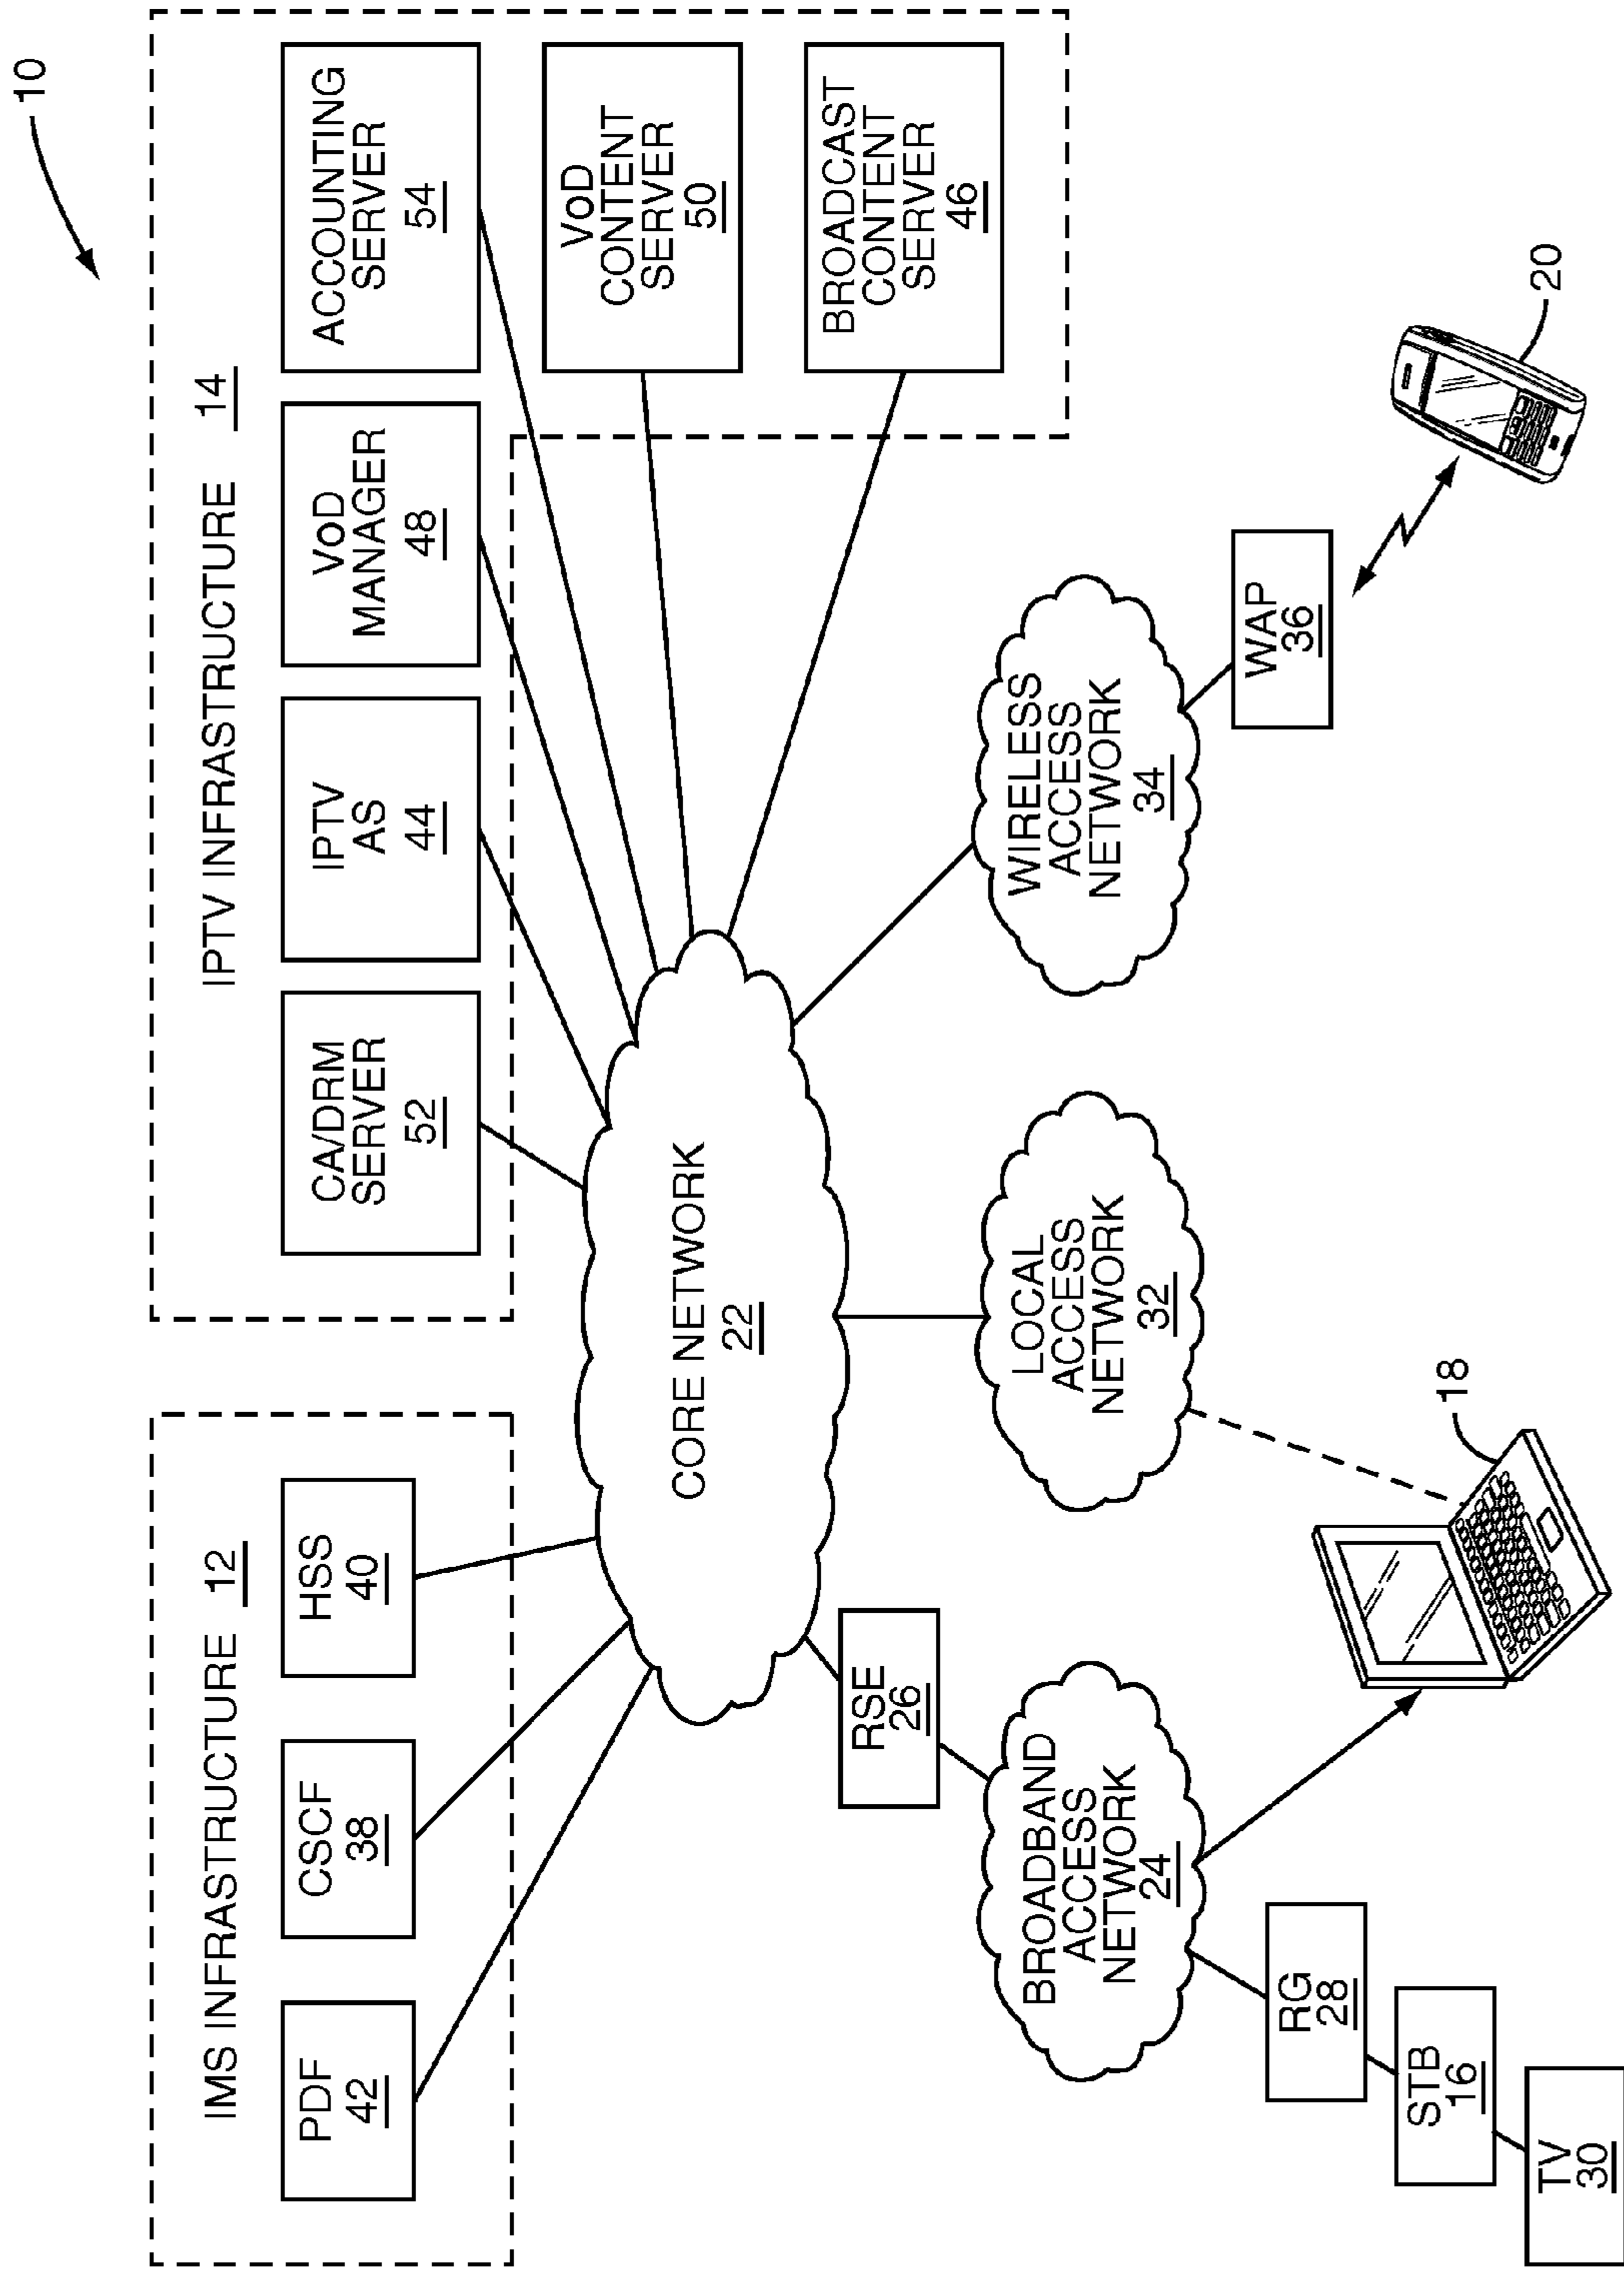 10
IMS INFRASTRUCTURE 12
PDF
42
CSCF
38
HSS
40
IPTV INFRASTRUCTURE 14
CA/DRM
SERVER
52
IPTV
AS
44
VoD
MANAGER
48
ACCOUNTING
SERVER
54
VoD
CONTENT
SERVER
50
BROADCAST
CONTENT
SERVER
46
CORE NETWORK
22
RSE
26
BROADBAND
ACCESS
NETWORK
24
LOCAL
ACCESS
NETWORK
32
WIRELESS
ACCESS
NETWORK
34
WAP
36
RG
28
STB
16
TV
30
18
20